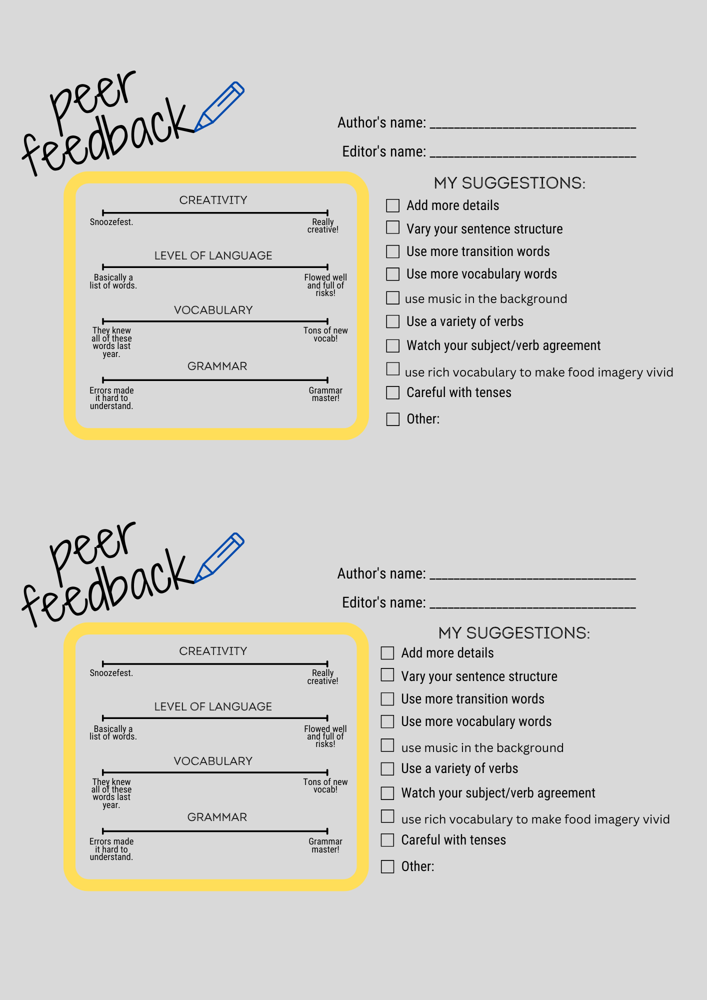 peer
feedback
Author's name: __________________________________
Editor's name: __________________________________
CREATIVITY
Snoozefest.
Really
creative!
LEVEL OF LANGUAGE
Basically a
list of words.
Flowed well
and full of
risks!
VOCABULARY
They knew
all of these
words last
year.
Tons of new
vocab!
GRAMMAR
Errors made
it hard to
understand.
Grammar
master!
MY SUGGESTIONS:
Add more details
Vary your sentence structure
Use more transition words
Use more vocabulary words
use music in the background
Use a variety of verbs
Watch your subject/verb agreement
use rich vocabulary to make food imagery vivid
Careful with tenses
Other:
peer
feedback
Author's name: __________________________________
Editor's name: __________________________________
CREATIVITY
Snoozefest.
Really
creative!
LEVEL OF LANGUAGE
Basically a
list of words.
Flowed well
and full of
risks!
VOCABULARY
They knew
all of these
words last
year.
Tons of new
vocab!
GRAMMAR
Errors made
it hard to
understand.
Grammar
master!
MY SUGGESTIONS:
Add more details
Vary your sentence structure
Use more transition words
Use more vocabulary words
use music in the background
Use a variety of verbs
Watch your subject/verb agreement
use rich vocabulary to make food imagery vivid
Careful with tenses
Other: